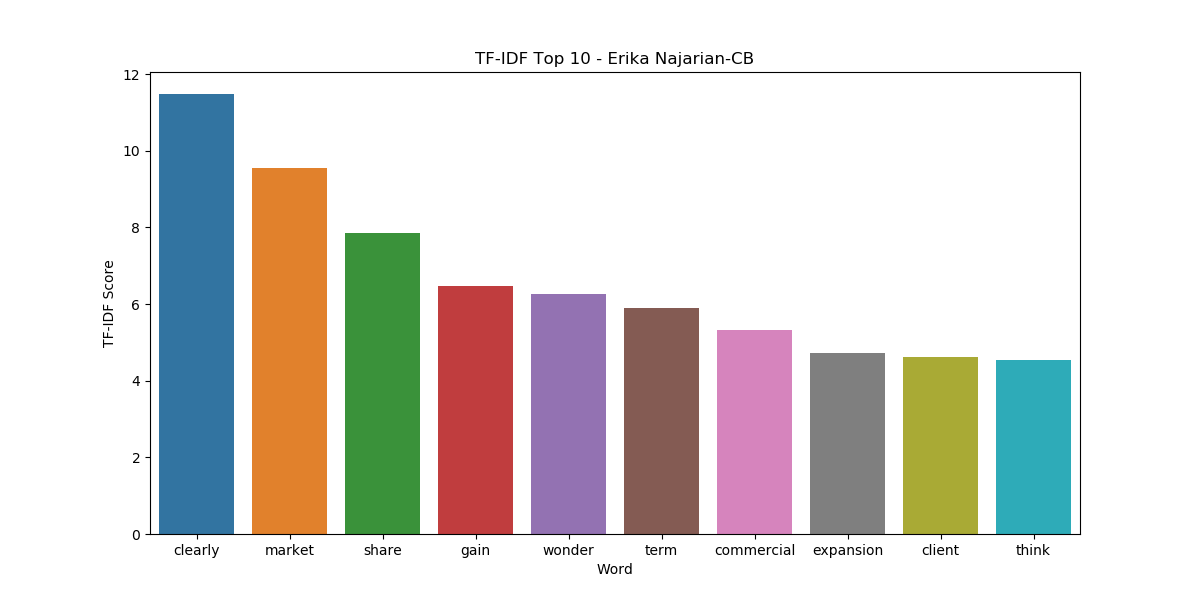 TF-IDF Top 10 - Erika Najarian-CB
TF-IDF Score
12
10
8
6
4
2
0
clearly market share gain wonder term commercial expansion client think
Word